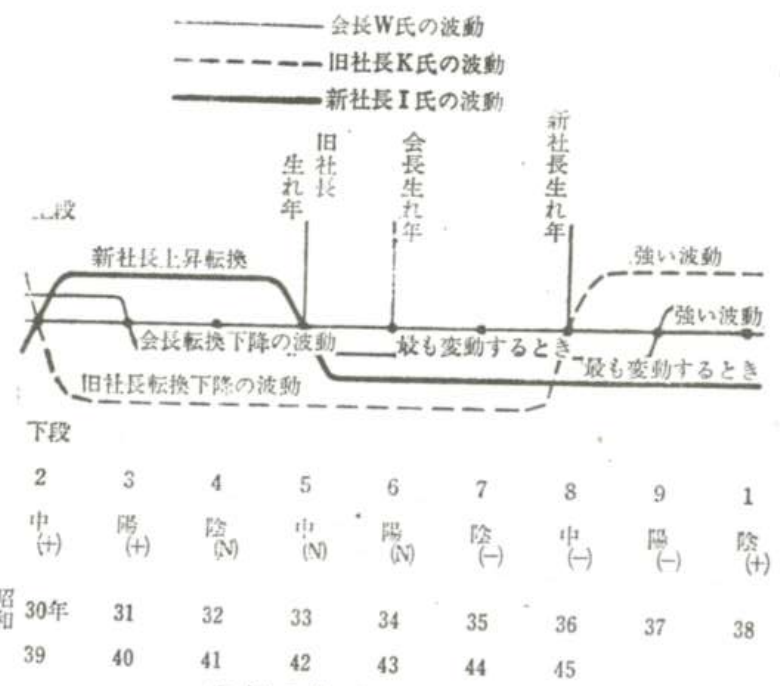 会長W氏の波動
旧社長K氏の波動
新社長I氏の波動
旧社長
生れ年
会長生れ年
新社長生れ年
上段
新社長上昇転換
強い波動
強い波動
会長転換下降の波動
最も変動するとき
最も変動するとき
旧社長転換下降の波動
下段
2 3 4 5 6 7 8 9 1
中(+) 陽(+) 陰(N) 中(N) 陽(N) 陰(−) 中(−) 陽(−) 陰(+)
昭和 30年 31 32 33 34 35 36 37 38
39 40 41 42 43 44 45